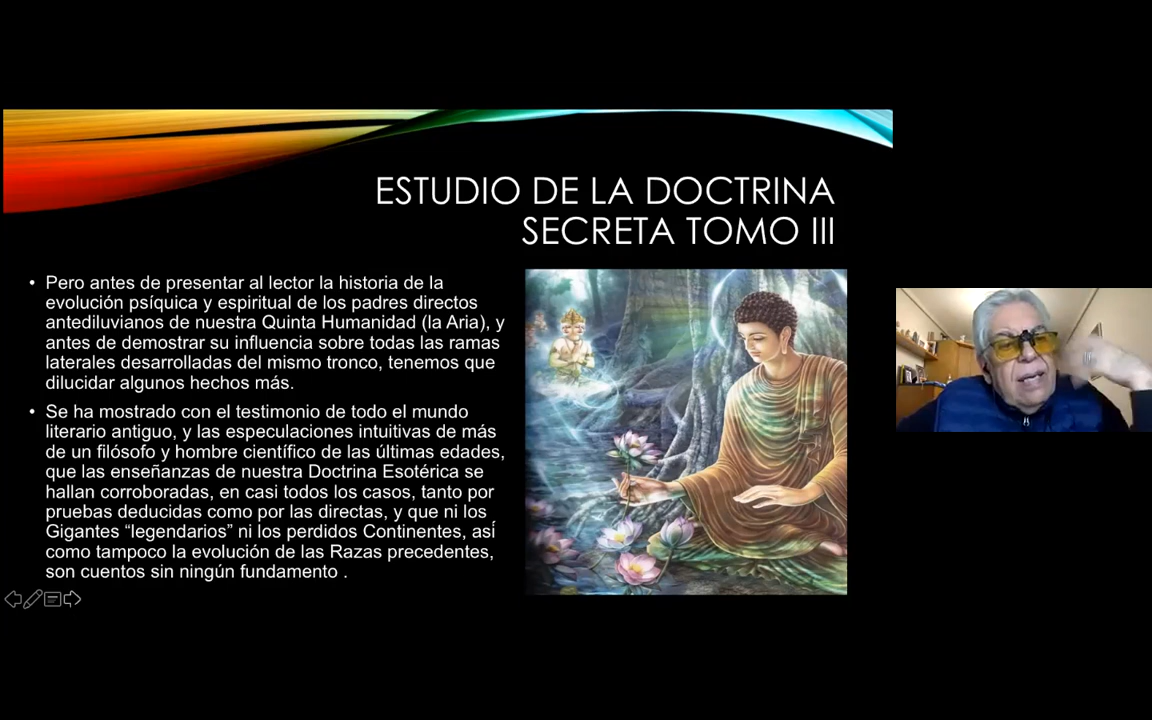 ESTUDIO DE LA DOCTRINA
SECRETA TOMO III
• Pero antes de presentar al lector la historia de la
evolución psíquica y espiritual de los padres directos
antediluvianos de nuestra Quinta Humanidad (la Aria), y
antes de demostrar su influencia sobre todas las ramas
laterales desarrolladas del mismo tronco, tenemos que
dilucidar algunos hechos más.
• Se ha mostrado con el testimonio de todo el mundo
literario antiguo, y las especulaciones intuitivas de más
de un filósofo y hombre científico de las últimas edades,
que las enseñanzas de nuestra Doctrina Esotérica se
hallan corroboradas, en casi todos los casos, tanto por
pruebas deducidas como por las directas, y que ni los
Gigantes “legendarios” ni los perdidos Continentes, así
como tampoco la evolución de las Razas precedentes,
son cuentos sin ningún fundamento .